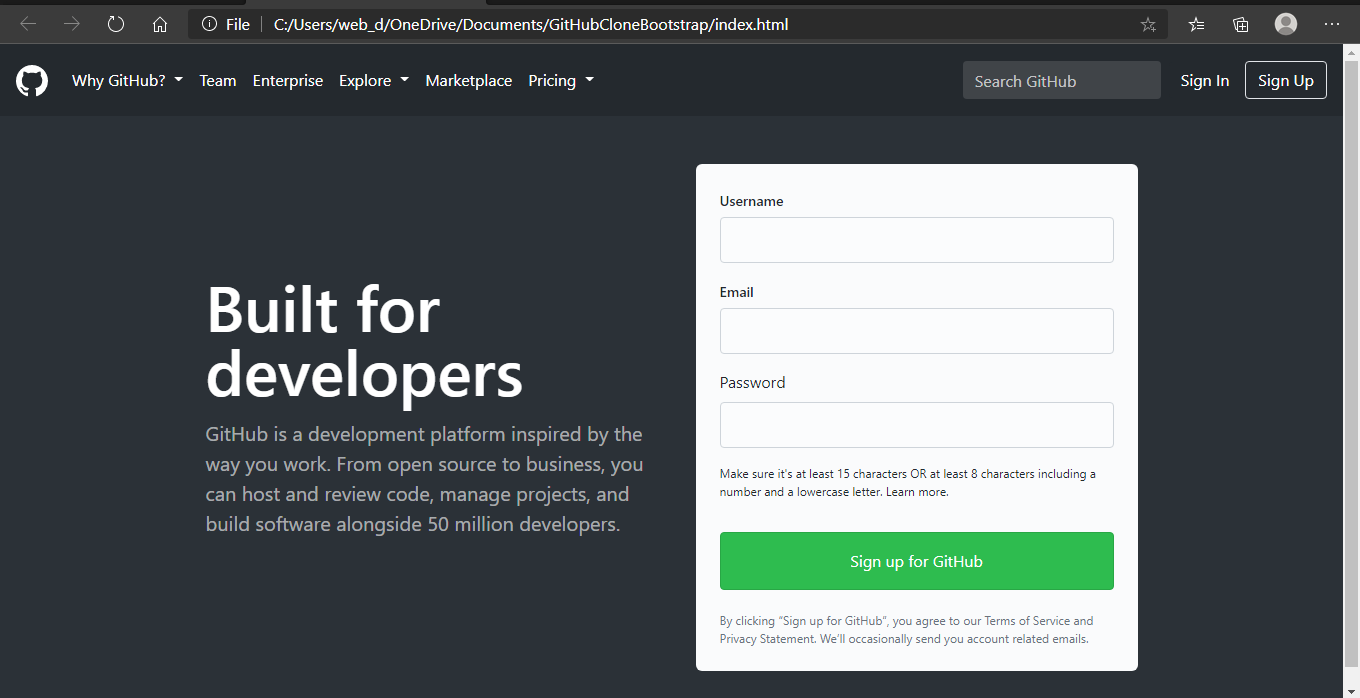 File C:/Users/web_d/OneDrive/Documents/GitHubCloneBootstrap/index.html
Why GitHub? Team Enterprise Explore Marketplace Pricing Search GitHub Sign In Sign Up
Built for
developers
GitHub is a development platform inspired by the
way you work. From open source to business, you
can host and review code, manage projects, and
build software alongside 50 million developers.
Username
Email
Password
Make sure it's at least 15 characters OR at least 8 characters including a
number and a lowercase letter. Learn more.
Sign up for GitHub
By clicking “Sign up for GitHub”, you agree to our Terms of Service and
Privacy Statement. We’ll occasionally send you account related emails.